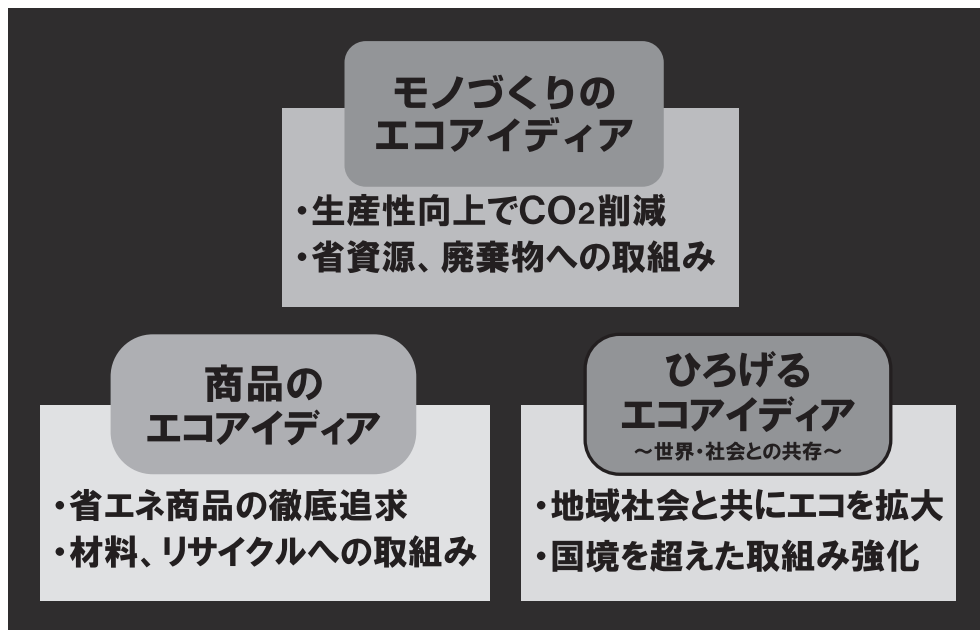 モノづくりの
エコアイディア
・生産性向上でCO2削減
・省資源、廃棄物への取組み
商品の
エコアイディア
・省エネ商品の徹底追求
・材料、リサイクルへの取組み
ひろげる
エコアイディア
～世界・社会との共存～
・地域社会と共にエコを拡大
・国境を超えた取組み強化